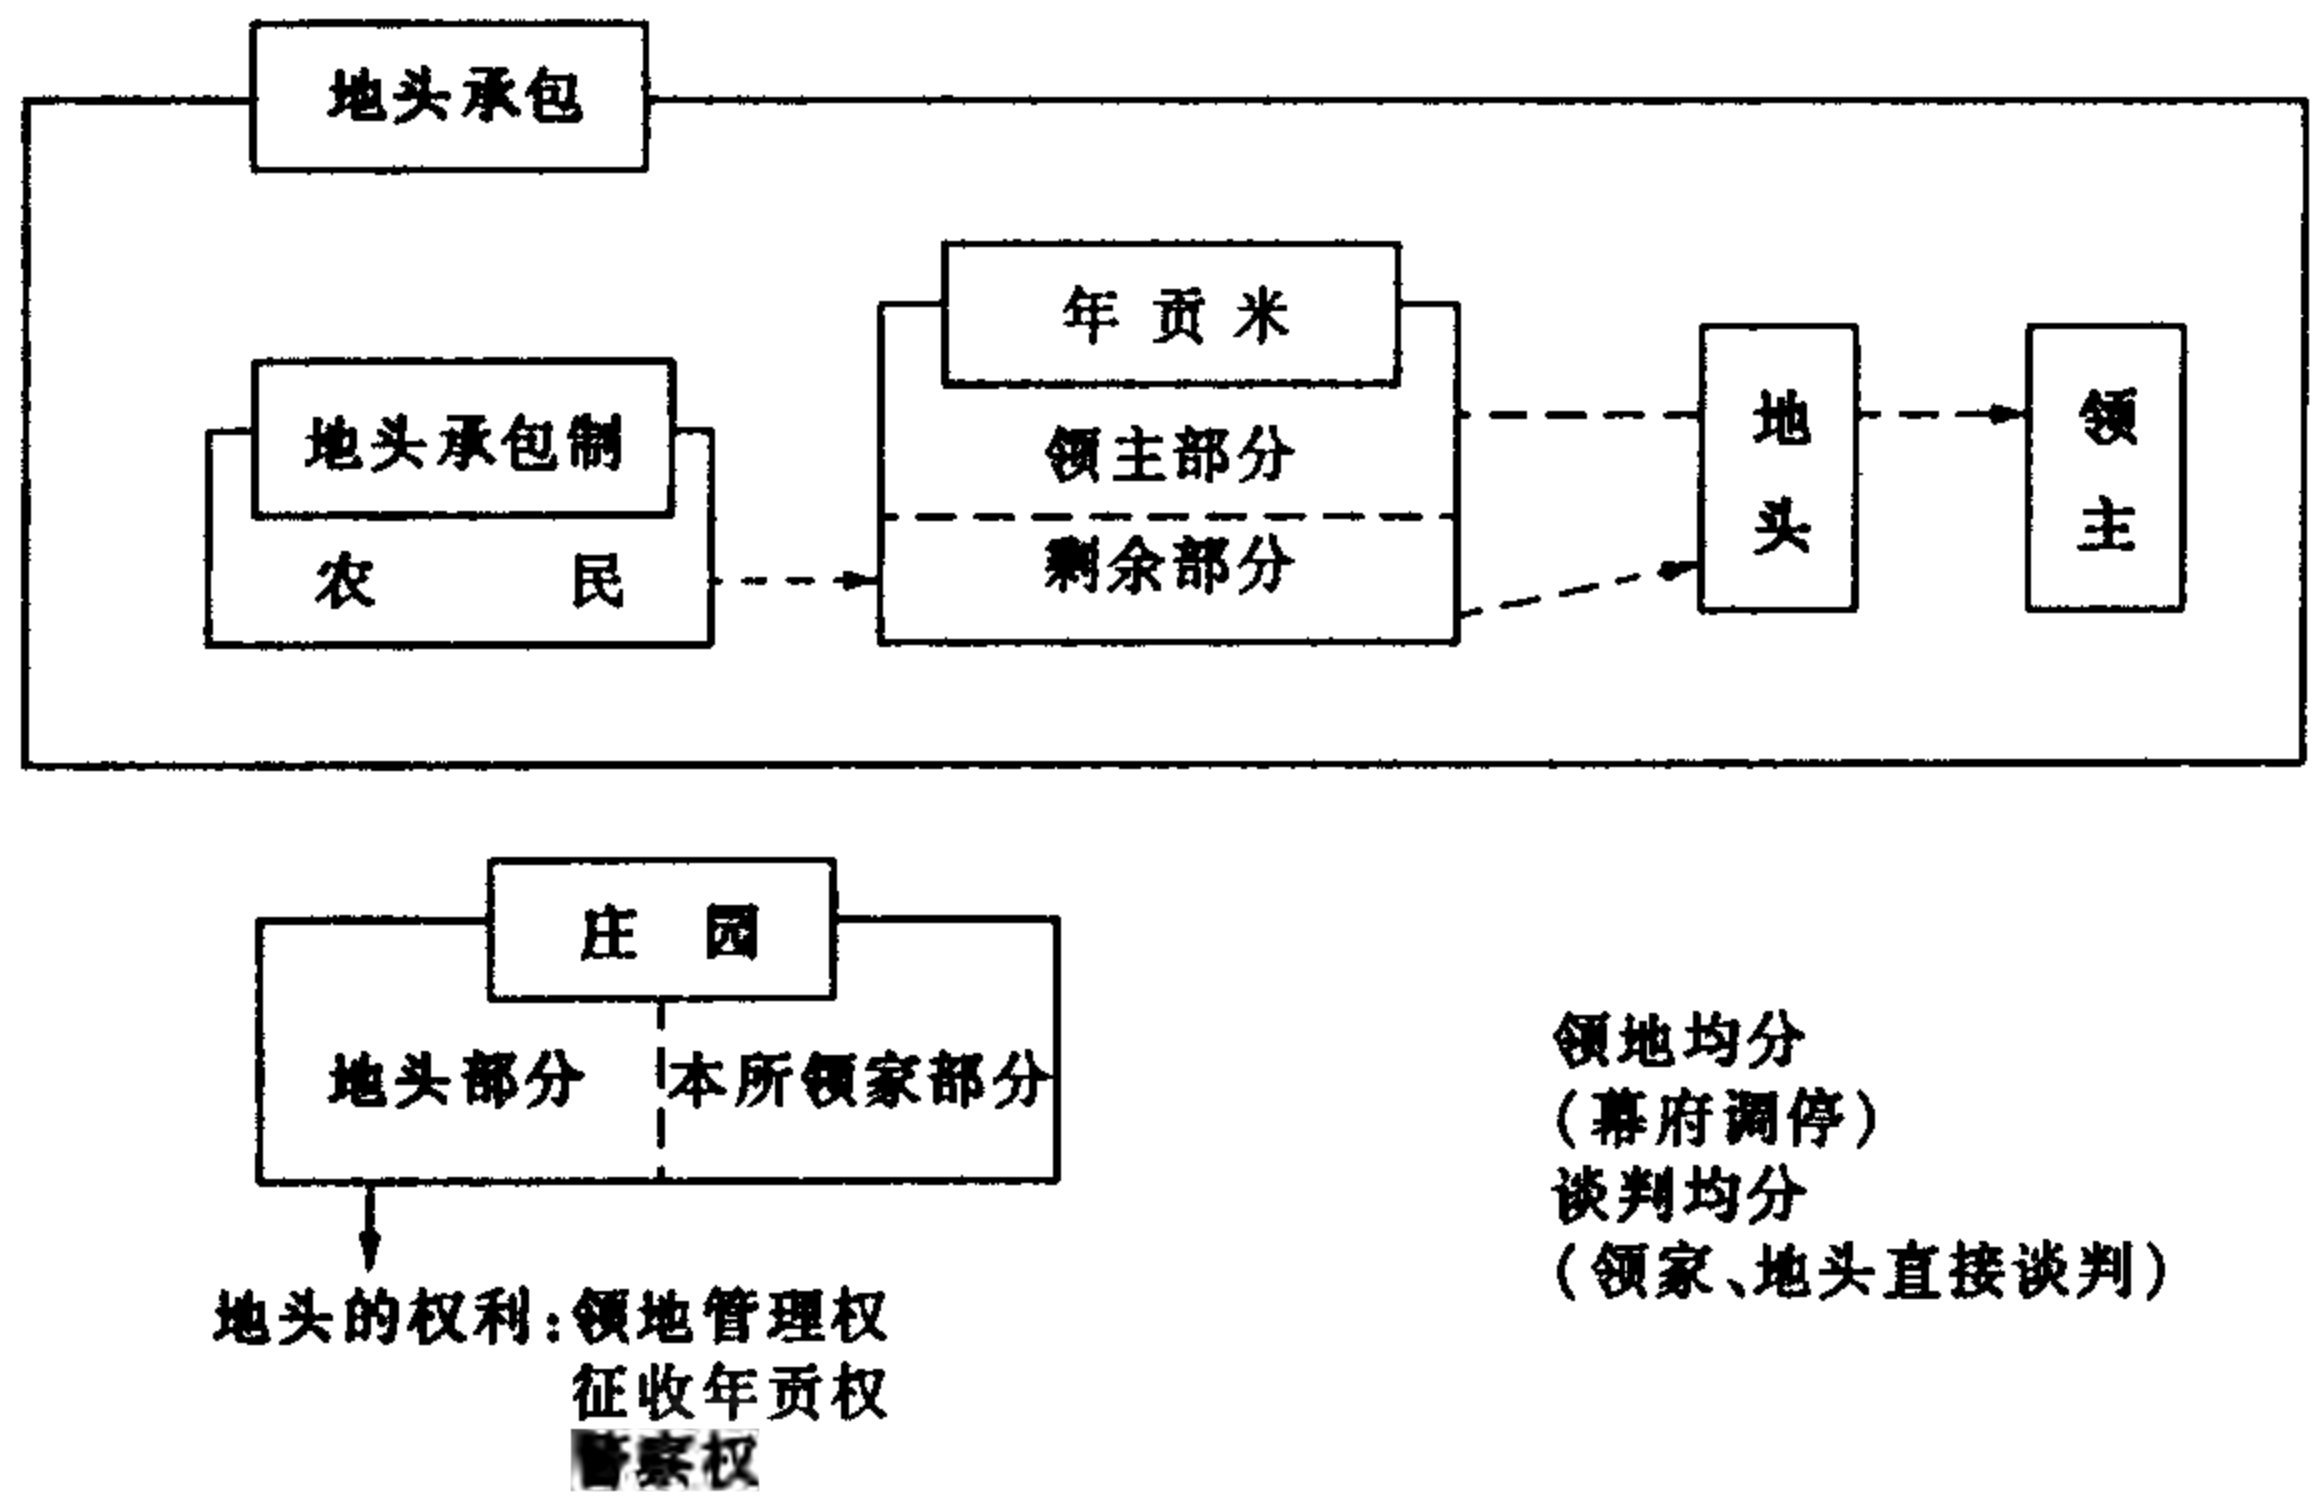 地头承包
年贡米
地头承包制
农 民
领主部分
剩余部分
地头
领主
庄 园
地头部分
本所领家部分
领地均分
(幕府调停)
谈判均分
(领家、地头直接谈判)
地头的权利:领地管理权
征收年贡权
警察权